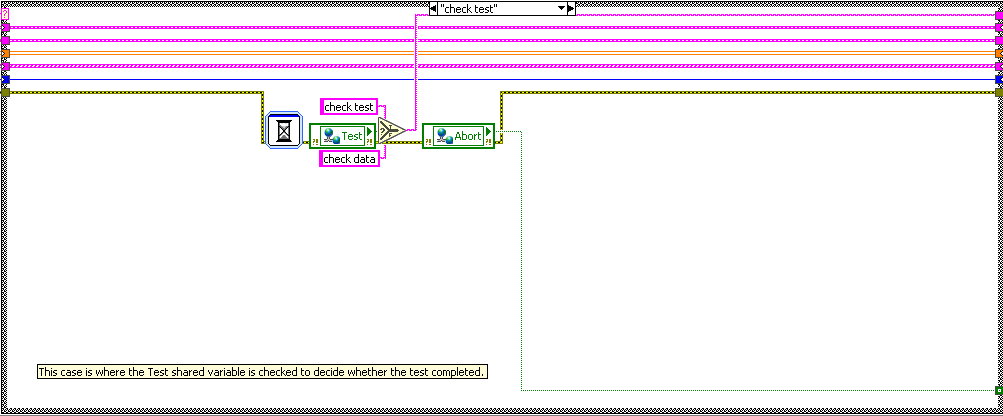 "check test"
check test
Test
Abort
check data
This case is where the Test shared variable is checked to decide whether the test completed.